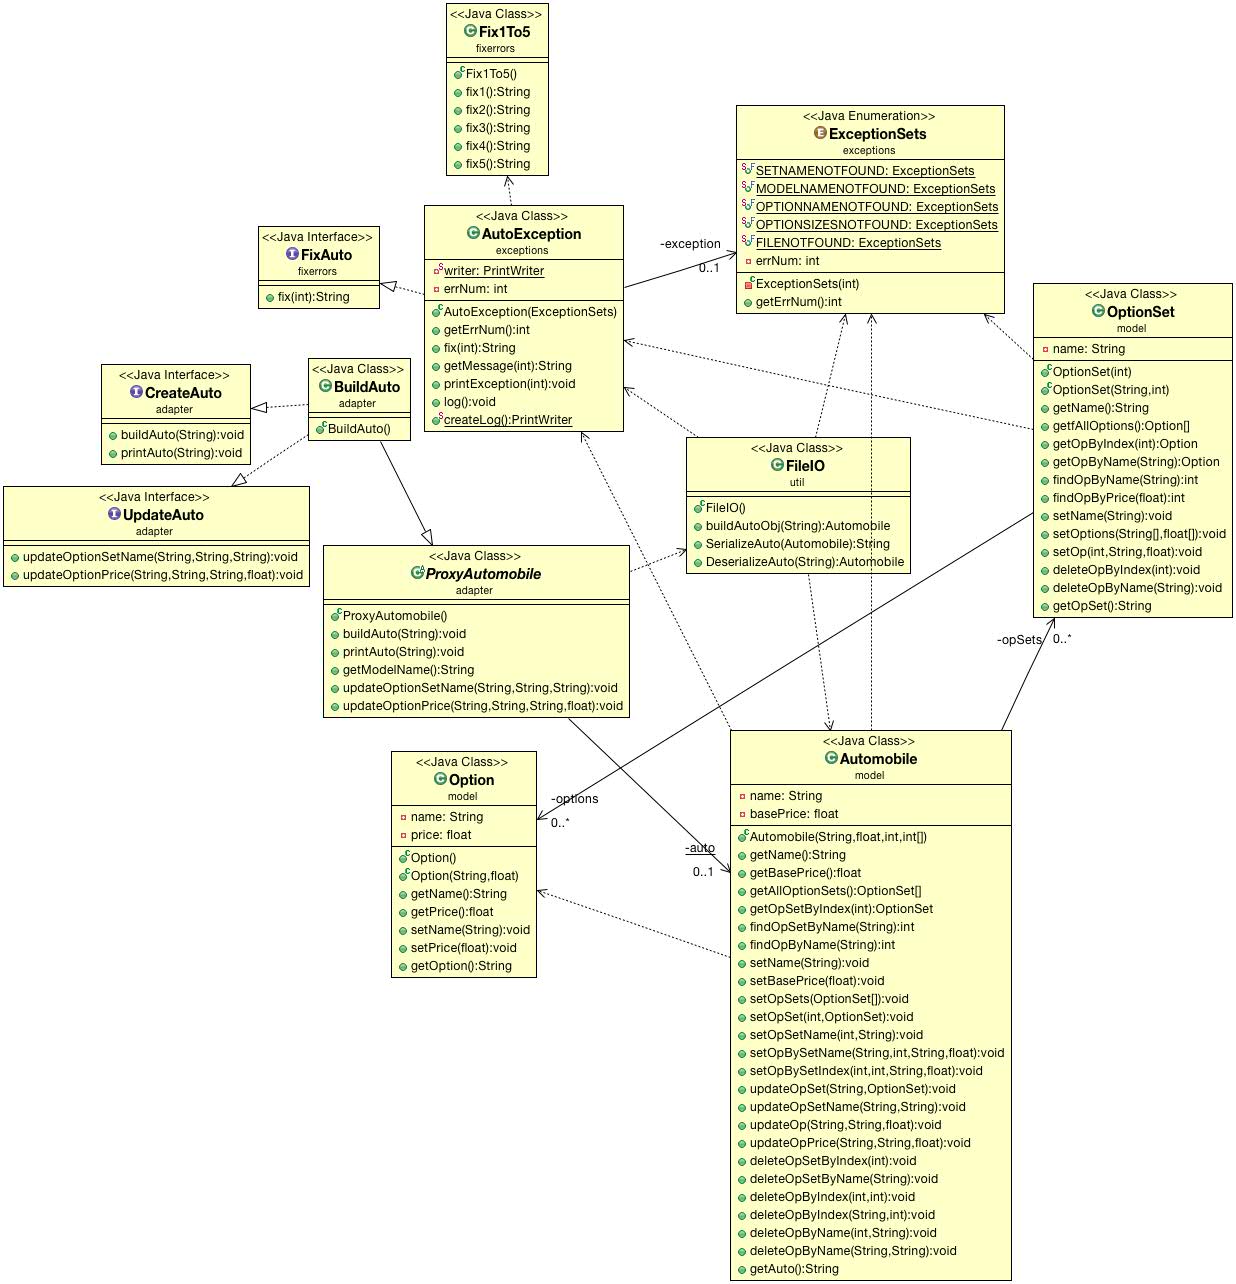 <<Java Class>>
Fix1To5
fixerrors
Fix1To5()
fix1():String
fix2():String
fix3():String
fix4():String
fix5():String
<<Java Enumeration>>
ExceptionSets
exceptions
SETNAMENOTFOUND: ExceptionSets
MODELNAMENOTFOUND: ExceptionSets
OPTIONNAMENOTFOUND: ExceptionSets
OPTIONSIZESNOTFOUND: ExceptionSets
FILENOTFOUND: ExceptionSets
errNum: int
ExceptionSets(int)
getErrNum():int
<<Java Class>>
AutoException
exceptions
writer: PrintWriter
errNum: int
AutoException(ExceptionSets)
getErrNum():int
fix(int):String
getMessage(int):String
printException(int):void
log():void
createLog():PrintWriter
-exception
0..1
<<Java Interface>>
FixAuto
fixerrors
fix(int):String
<<Java Class>>
OptionSet
model
name: String
OptionSet(int)
OptionSet(String,int)
getName():String
getfAllOptions():Option[]
getOpByIndex(int):Option
getOpByName(String):Option
findOpByName(String):int
findOpByPrice(float):int
setName(String):void
setOptions(String[],float[]):void
setOp(int,String,float):void
deleteOpByIndex(int):void
deleteOpByName(String):void
getOpSet():String
<<Java Interface>>
CreateAuto
adapter
buildAuto(String):void
printAuto(String):void
<<Java Class>>
BuildAuto
adapter
BuildAuto()
<<Java Class>>
FileIO
util
FileIO()
buildAutoObj(String):Automobile
SerializeAuto(Automobile):String
DeserializeAuto(String):Automobile
<<Java Interface>>
UpdateAuto
adapter
updateOptionSetName(String,String,String):void
updateOptionPrice(String,String,String,float):void
<<Java Class>>
ProxyAutomobile
adapter
ProxyAutomobile()
buildAuto(String):void
printAuto(String):void
getModelName():String
updateOptionSetName(String,String,String):void
updateOptionPrice(String,String,String,float):void
-opSets
0..*
<<Java Class>>
Option
model
name: String
price: float
Option()
Option(String,float)
getName():String
getPrice():float
setName(String):void
setPrice(float):void
getOption():String
-options
0..*
-auto
0..1
<<Java Class>>
Automobile
model
name: String
basePrice: float
Automobile(String,float,int,int[])
getName():String
getBasePrice():float
getAllOptionSets():OptionSet[]
getOpSetByIndex(int):OptionSet
findOpSetByName(String):int
findOpByName(String):int
setName(String):void
setBasePrice(float):void
setOpSets(OptionSet[]):void
setOpSet(int,OptionSet):void
setOpSetName(int,String):void
setOpBySetName(String,int,String,float):void
setOpBySetIndex(int,int,String,float):void
updateOpSet(String,OptionSet):void
updateOpSetName(String,String):void
updateOp(String,String,float):void
updateOpPrice(String,String,float):void
deleteOpSetByIndex(int):void
deleteOpSetByName(String):void
deleteOpByIndex(int,int):void
deleteOpByIndex(String,int):void
deleteOpByName(int,String):void
deleteOpByName(String,String):void
getAuto():String